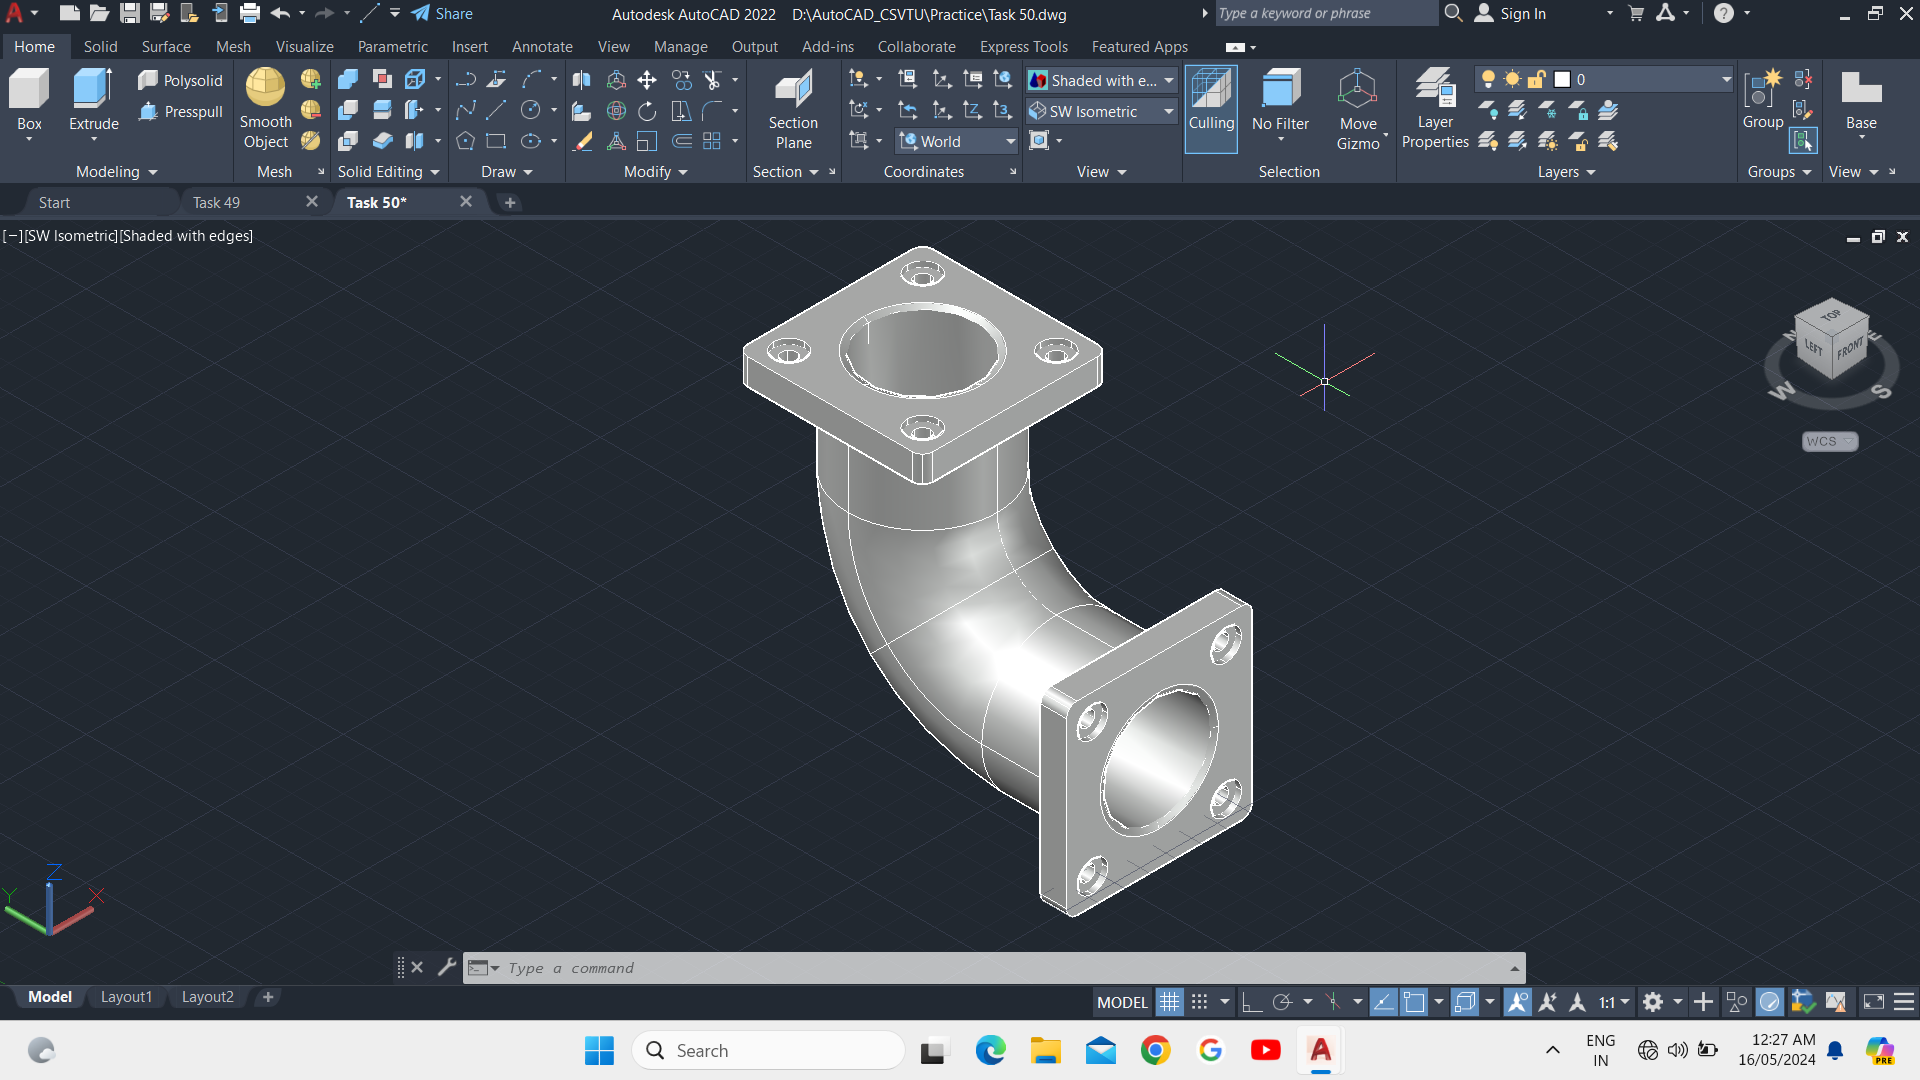 Share
Autodesk AutoCAD 2022 D:\AutoCAD_CSVTU\Practice\Task 50.dwg
Type a keyword or phrase
Sign In
Home Solid Surface Mesh Visualize Parametric Insert Annotate View Manage Output Add-ins Collaborate Express Tools Featured Apps
Box
Extrude
Polysolid
Presspull
Smooth
Object
Section
Plane
World
Shaded with e...
SW Isometric
Culling
No Filter
Move
Gizmo
Layer
Properties
0
Group
Base
Modeling Mesh Solid Editing Draw Modify Section Coordinates View Selection Layers Groups View
Start Task 49 Task 50*
[−][SW Isometric][Shaded with edges]
TOP
LEFT FRONT
N E
W S
WCS
Z
Y X
Type a command
Model Layout1 Layout2
MODEL 1:1
Search
ENG
IN
12:27 AM
16/05/2024
PRE